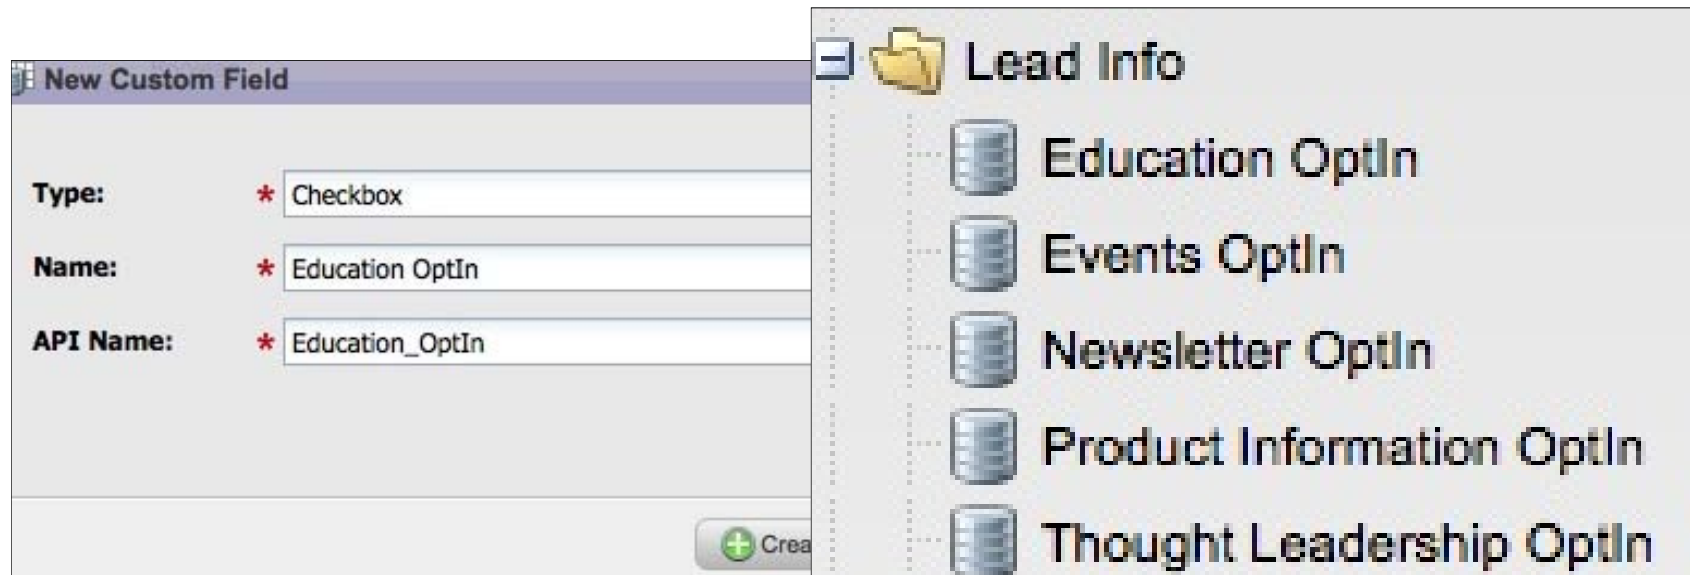 New Custom Field
Type: * Checkbox
Name: * Education OptIn
API Name: * Education_OptIn
Crea
Lead Info
Education OptIn
Events OptIn
Newsletter OptIn
Product Information OptIn
Thought Leadership OptIn